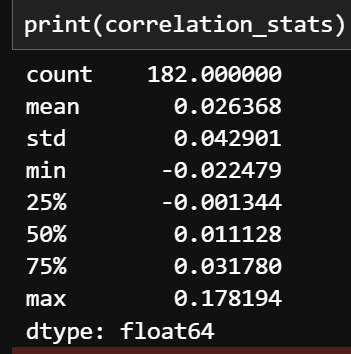 print(correlation_stats)
count    182.000000
mean       0.026368
std        0.042901
min       -0.022479
25%       -0.001344
50%        0.011128
75%        0.031780
max        0.178194
dtype: float64